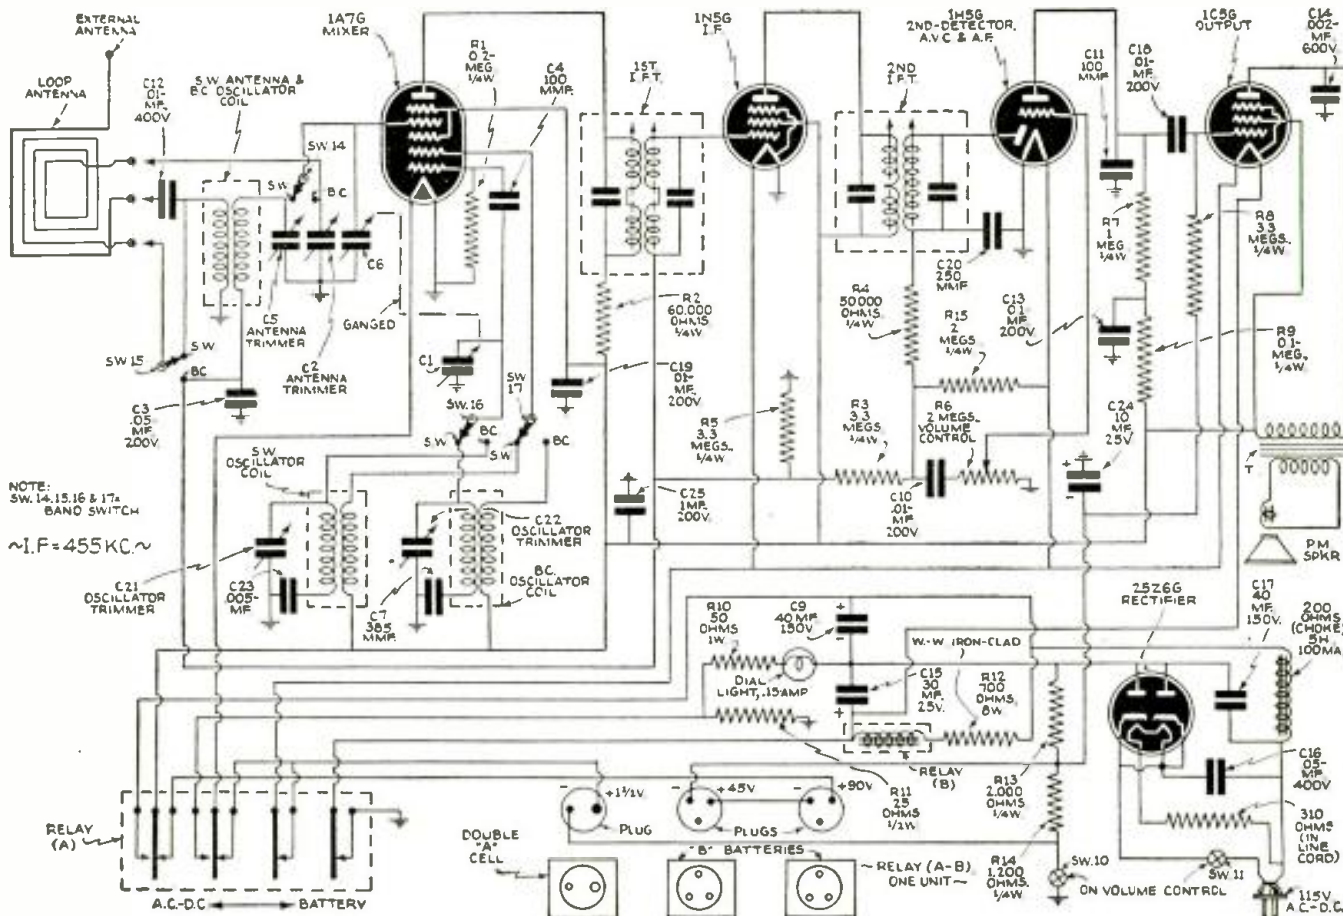 EXTERNAL
ANTENNA
LOOP
ANTENNA
C12
.01-
MF.
400V.
S.W. ANTENNA &
B.C. OSCILLATOR
COIL
1A7G
MIXER
R1
0.2-
MEG.
1/4W
C4
100
MMF.
1ST
I.F.T.
1N5G
I.F.
2ND
I.F.T.
1H5G
2ND-DETECTOR,
A.V.C. & A.F.
C11
100
MMF.
C18
.01-
MF.
200V.
1C5G
OUTPUT
C14
.002-
MF.
600V.
SW.14
S.W.
BC
C6
C5
ANTENNA
TRIMMER
GANGED
C2
ANTENNA
TRIMMER
SW.15
S.W.
BC
C3
.05-
MF.
200V.
C1
SW.16
SW
17
S.W.
BC
SW
BC
R2
60,000
OHMS
1/4W
C19
.01-
MF.
200V.
C20
250
MMF
R4
50,000
OHMS
1/4W
R15
2
MEGS.
1/4W
C13
0.1
MF.
200V.
R7
1
MEG.
1/4W
R8
3.3
MEGS.
1/4W
R9
0.1-
MEG.
1/4W
R5
3.3
MEGS.
1/4W
R3
3.3
MEGS.
1/4W
R6
2 MEGS.
VOLUME
CONTROL
C24
10
MF.
25V.
+
-
T
PM
SPKR
NOTE:
SW.14,15,16 & 17=
BAND SWITCH
~I.F.=455 KC.~
S.W.
OSCILLATOR
COIL
C21
OSCILLATOR
TRIMMER
C23
.005-
MF
C22
OSCILLATOR
TRIMMER
C7
385
MMF.
B.C.
OSCILLATOR
COIL
C25
.1MF.
200V.
C10
.01-
MF
200V.
R10
50
OHMS
1W
DIAL
LIGHT, .15 AMP
C9
40 MF.
150V.
+
-
C15
30
MF.
25V.
-
+
W.-W. IRON-CLAD
R12
700
OHMS,
8W
RELAY
(B)
R11
25
OHMS
1/2W
R13
2,000
OHMS
1/4W
R14
1,200
OHMS.
1/4W
25Z6G
RECTIFIER
C17
40
MF.
150V.
200
OHMS
(CHOKE)
5H
100MA.
C16
.05-
MF
400V.
310
OHMS
(IN
LINE
CORD)
SW.10
ON VOLUME CONTROL
SW.11
115V.
A.C.-D.C.
RELAY
(A)
A.C.-D.C.
BATTERY
-
+1 1/2V
PLUG
-
+45V
-
+90V
PLUGS
DOUBLE
"A"
CELL
"B" BATTERIES
~RELAY (A-B)
ONE UNIT~